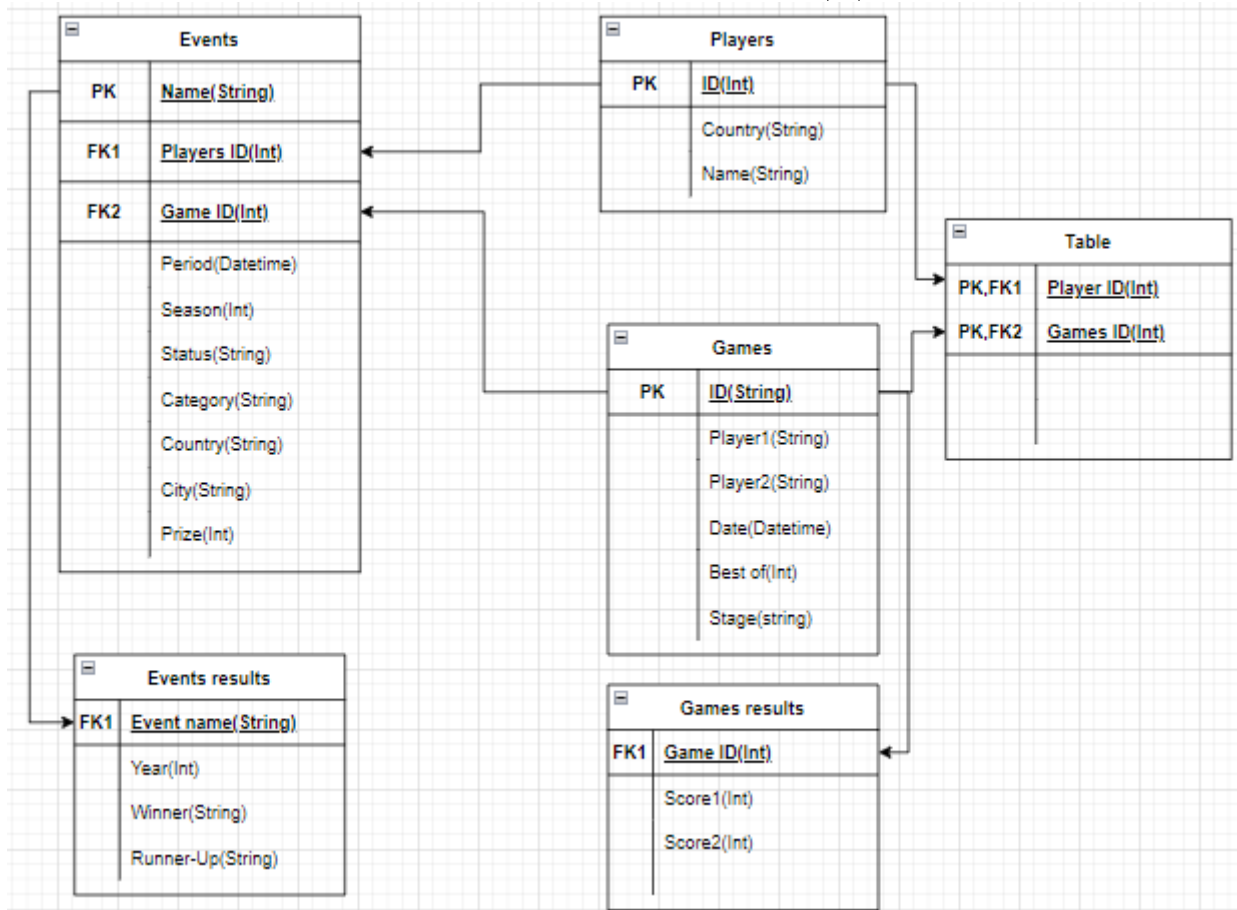 Events
PK Name(String)
FK1 Players ID(Int)
FK2 Game ID(Int)
Period(Datetime)
Season(Int)
Status(String)
Category(String)
Country(String)
City(String)
Prize(Int)
Players
PK ID(Int)
Country(String)
Name(String)
Table
PK,FK1 Player ID(Int)
PK,FK2 Games ID(Int)
Games
PK ID(String)
Player1(String)
Player2(String)
Date(Datetime)
Best of(Int)
Stage(string)
Events results
FK1 Event name(String)
Year(Int)
Winner(String)
Runner-Up(String)
Games results
FK1 Game ID(Int)
Score1(Int)
Score2(Int)